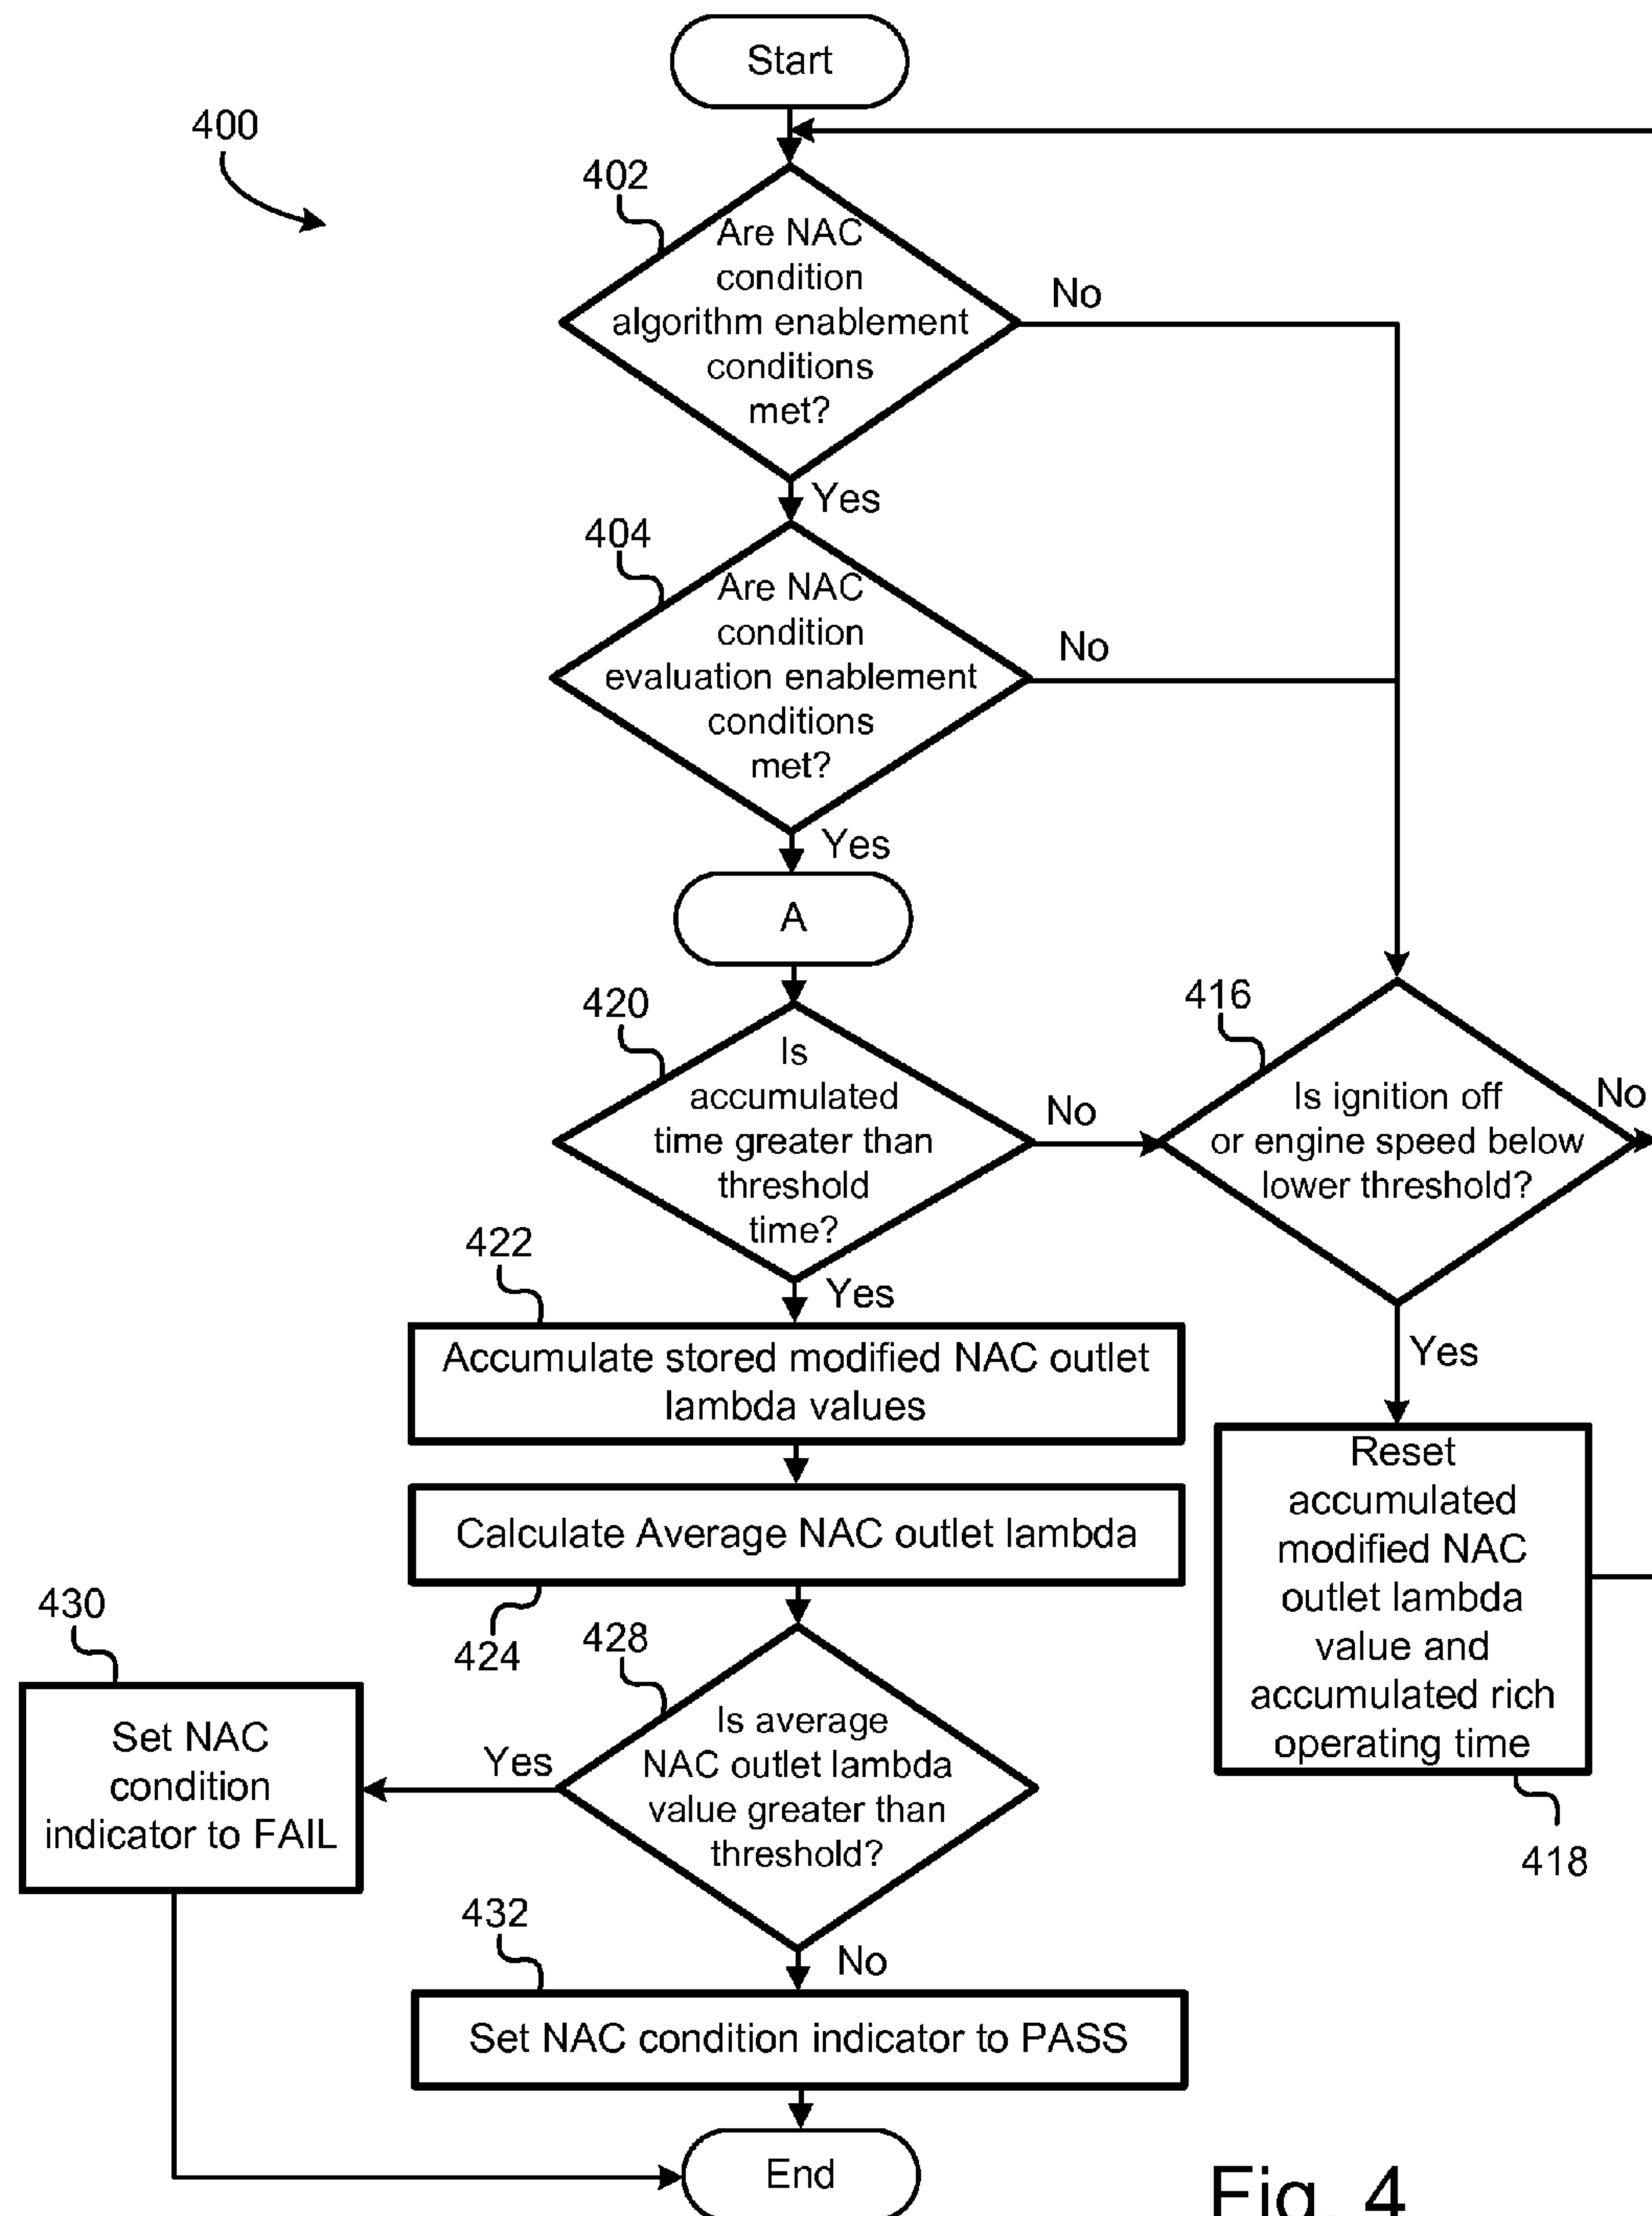 Start
400
402
Are NAC
condition
algorithm enablement
conditions
met?
No
Yes
404
Are NAC
condition
evaluation enablement
conditions
met?
No
Yes
A
420
Is
accumulated
time greater than
threshold
time?
No
416
Is ignition off
or engine speed below
lower threshold?
No
Yes
Yes
422
Accumulate stored modified NAC outlet
lambda values
Calculate Average NAC outlet lambda
424
Reset
accumulated
modified NAC
outlet lambda
value and
accumulated rich
operating time
418
428
Is average
NAC outlet lambda
value greater than
threshold?
Yes
430
Set NAC
condition
indicator to FAIL
No
432
Set NAC condition indicator to PASS
End
Fig. 4